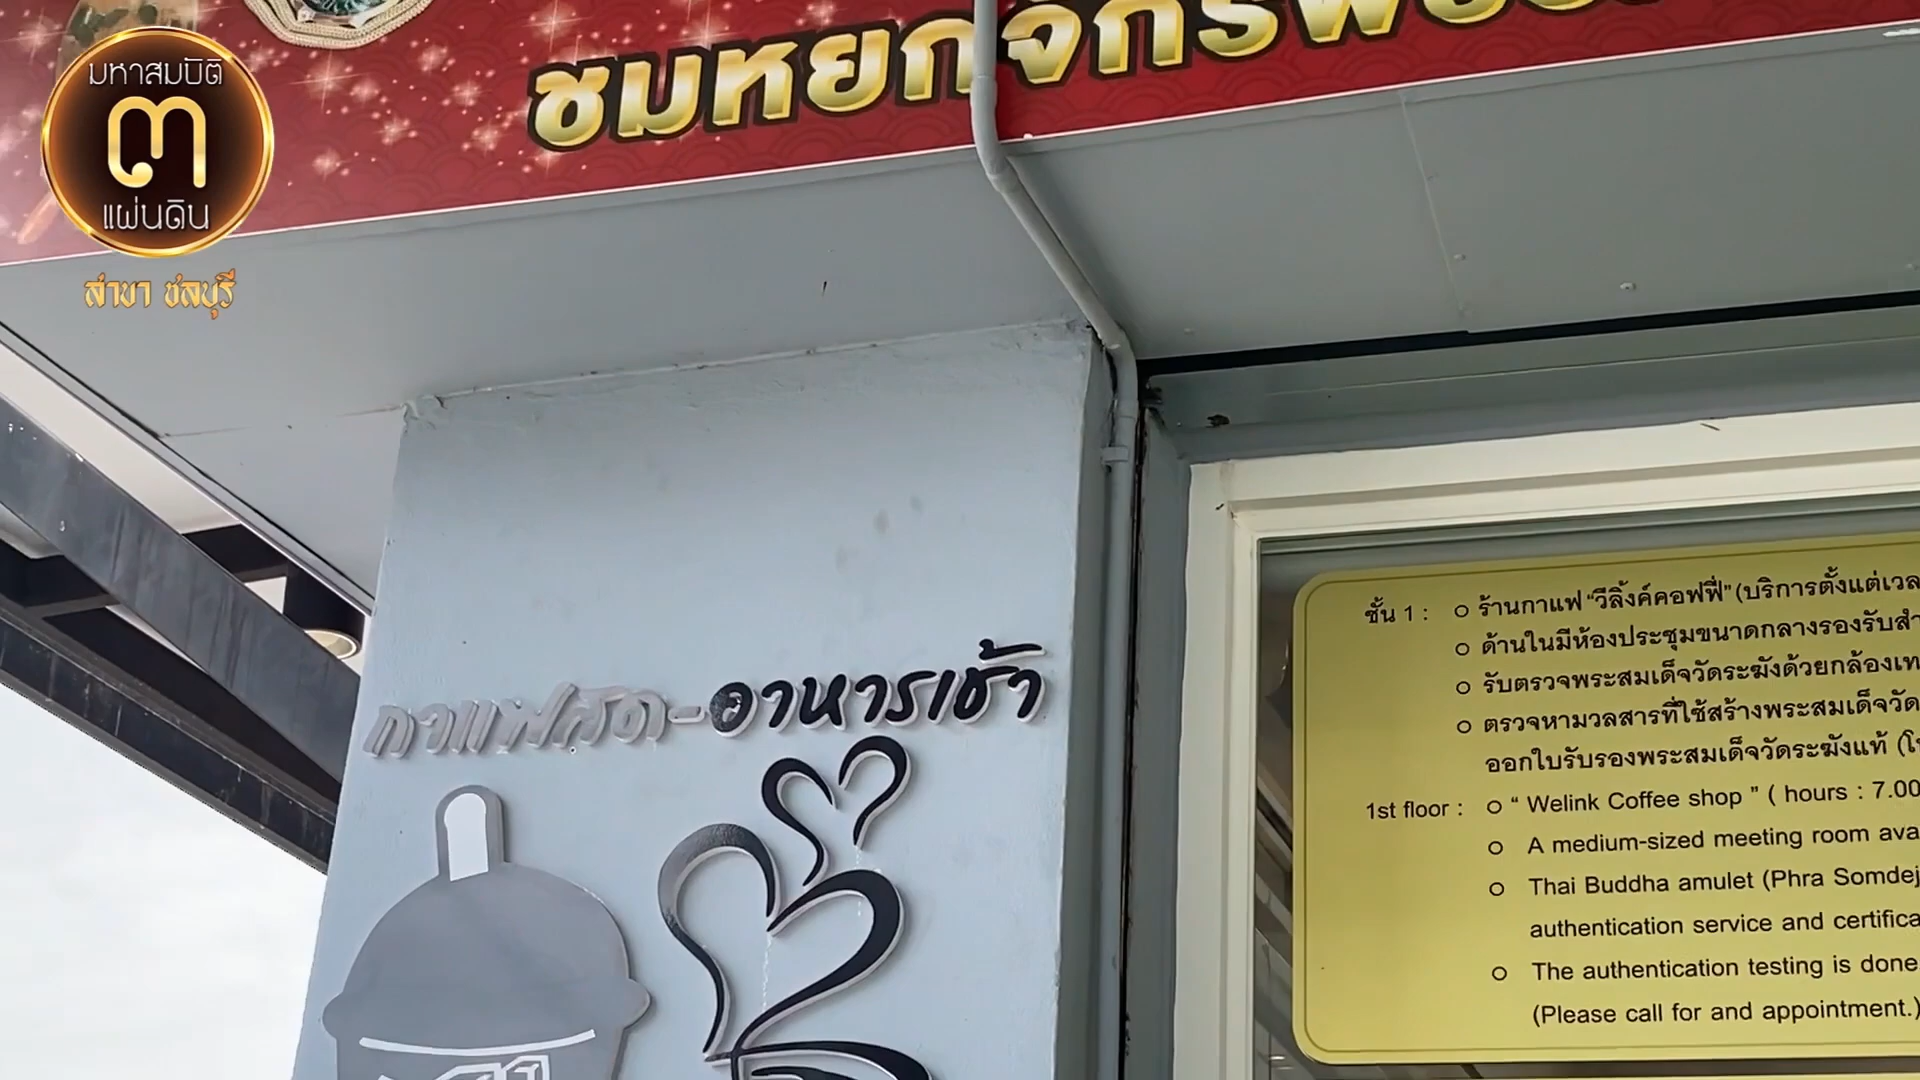 มหาสมบัติ
๓
แผ่นดิน
สาขา ชลบุรี
ชมหยกจักรพรรดิ
กาแฟสด-อาหารเช้า
ชั้น 1 : ○ ร้านกาแฟ “วีลิ้งค์คอฟฟี่” (บริการตั้งแต่เวล
○ ด้านในมีห้องประชุมขนาดกลางรองรับสำ
○ รับตรวจพระสมเด็จวัดระฆังด้วยกล้องเท
○ ตรวจหามวลสารที่ใช้สร้างพระสมเด็จวัด
ออกใบรับรองพระสมเด็จวัดระฆังแท้ (โ
1st floor : ○ “ Welink Coffee shop ” ( hours : 7.00
○ A medium-sized meeting room ava
○ Thai Buddha amulet (Phra Somdej
authentication service and certifica
○ The authentication testing is done
(Please call for and appointment.)